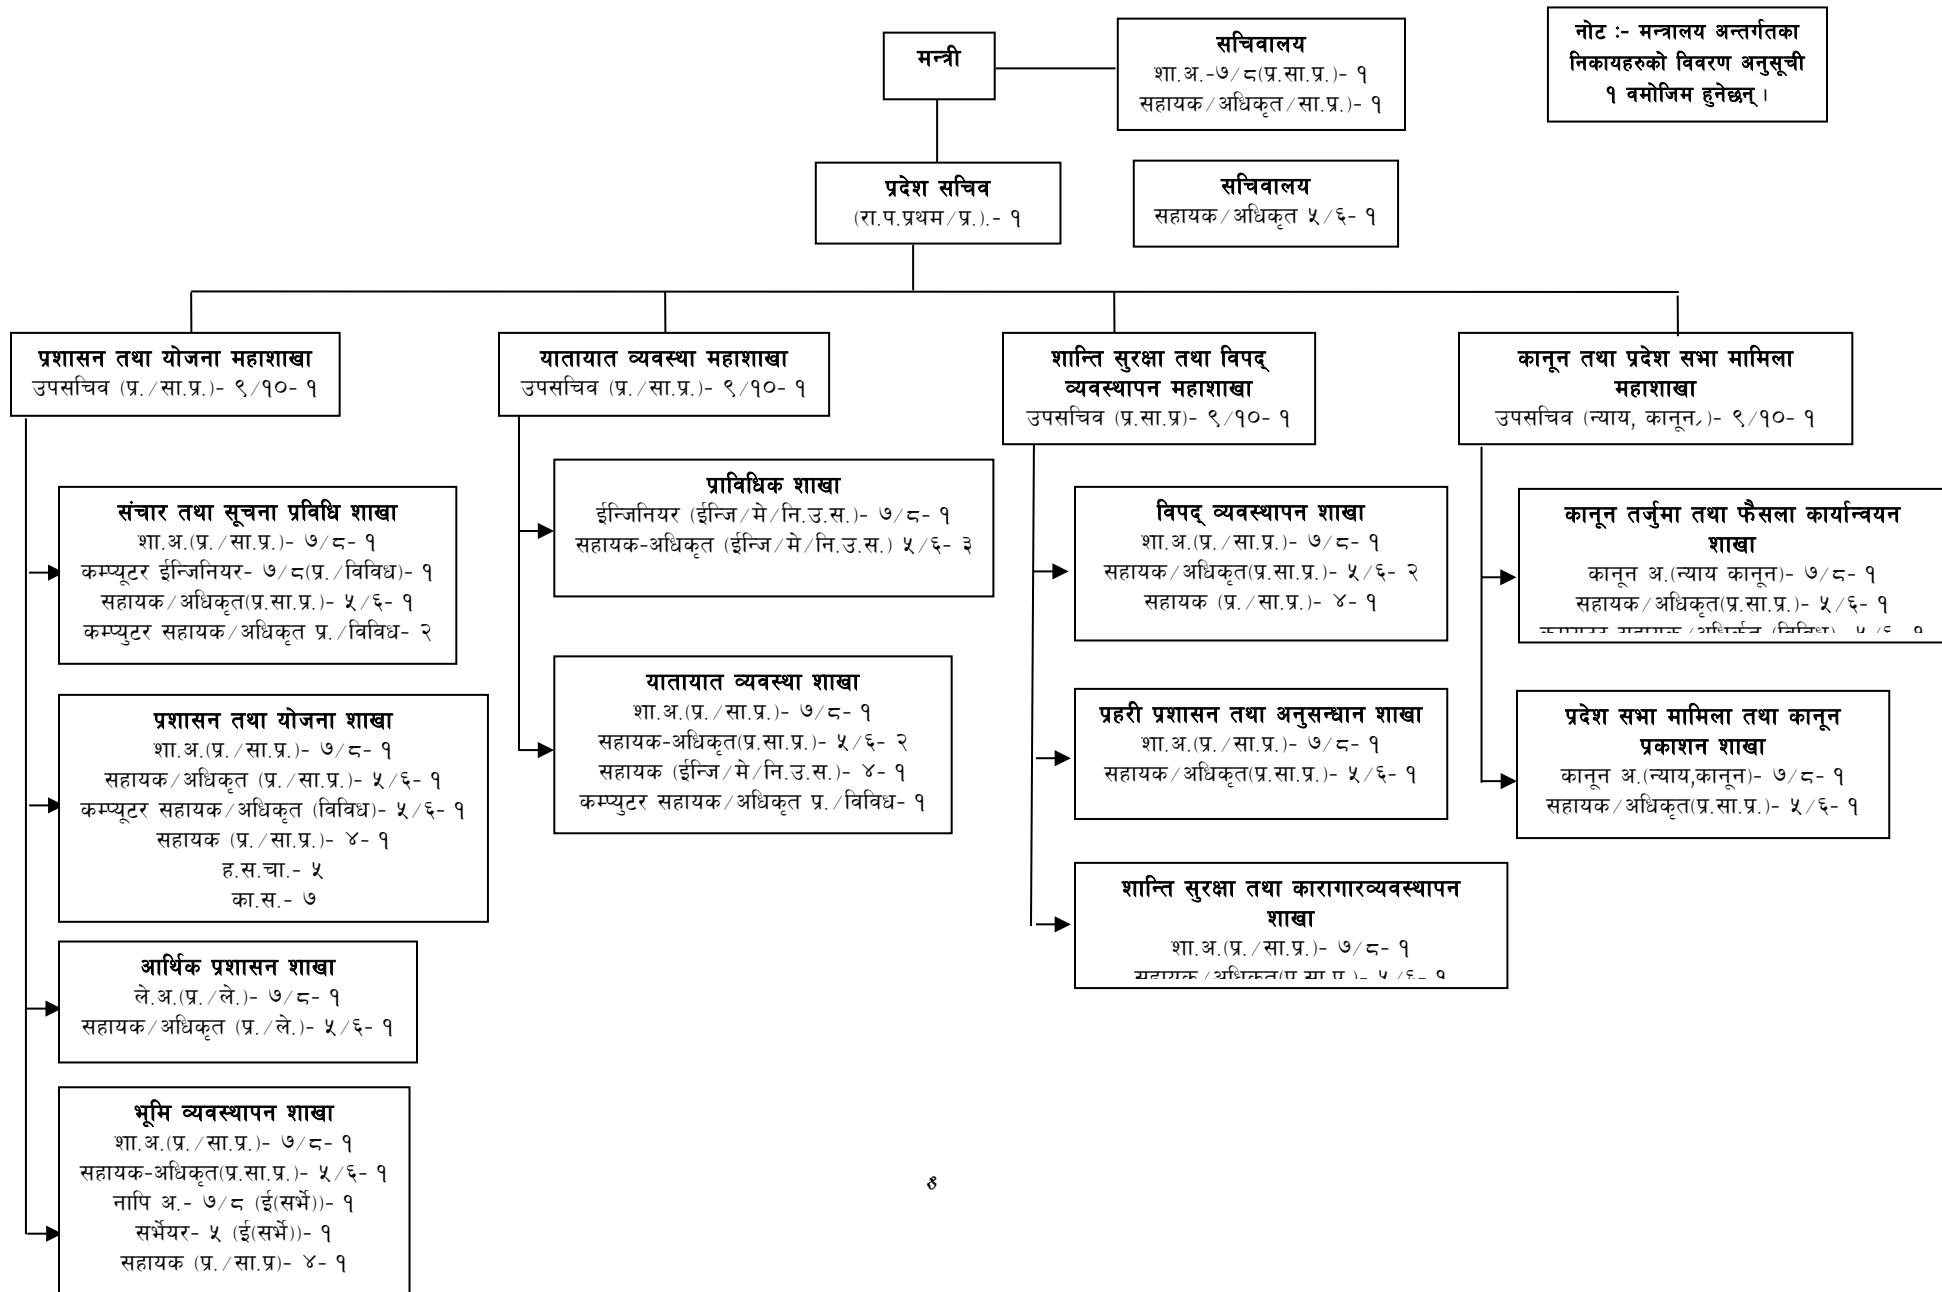 मन्त्री
सचिवालय
शा.अ.-७/८(प्र.सा.प्र.)- १
सहायक/अधिकृत/सा.प्र.)- १
नोट :- मन्त्रालय अन्तर्गतका
निकायहरुको विवरण अनुसूची
१ वमोजिम हुनेछन् ।
प्रदेश सचिव
(रा.प.प्रथम/प्र.).- १
सचिवालय
सहायक/अधिकृत ५/६- १
प्रशासन तथा योजना महाशाखा
उपसचिव (प्र./सा.प्र.)- ९/१०- १
संचार तथा सूचना प्रविधि शाखा
शा.अ.(प्र./सा.प्र.)- ७/८- १
कम्प्यूटर ईन्जिनियर- ७/८(प्र./विविध)- १
सहायक/अधिकृत(प्र.सा.प्र.)- ५/६- १
कम्प्युटर सहायक/अधिकृत प्र./विविध- २
प्रशासन तथा योजना शाखा
शा.अ.(प्र./सा.प्र.)- ७/८- १
सहायक/अधिकृत (प्र./सा.प्र.)- ५/६- १
कम्प्यूटर सहायक/अधिकृत (विविध)- ५/६- १
सहायक (प्र./सा.प्र.)- ४- १
ह.स.चा.- ५
का.स.- ७
आर्थिक प्रशासन शाखा
ले.अ.(प्र./ले.)- ७/८- १
सहायक/अधिकृत (प्र./ले.)- ५/६- १
भूमि व्यवस्थापन शाखा
शा.अ.(प्र./सा.प्र.)- ७/८- १
सहायक-अधिकृत(प्र.सा.प्र.)- ५/६- १
नापि अ.- ७/८ (ई(सर्भे))- १
सर्भेयर- ५ (ई(सर्भे))- १
सहायक (प्र./सा.प्र)- ४- १
यातायात व्यवस्था महाशाखा
उपसचिव (प्र./सा.प्र.)- ९/१०- १
प्राविधिक शाखा
ईन्जिनियर (ईन्जि/मे/नि.उ.स.)- ७/८- १
सहायक-अधिकृत (ईन्जि/मे/नि.उ.स.) ५/६- ३
यातायात व्यवस्था शाखा
शा.अ.(प्र./सा.प्र.)- ७/८- १
सहायक-अधिकृत(प्र.सा.प्र.)- ५/६- २
सहायक (ईन्जि/मे/नि.उ.स.)- ४- १
कम्प्युटर सहायक/अधिकृत प्र./विविध- १
शान्ति सुरक्षा तथा विपद्
व्यवस्थापन महाशाखा
उपसचिव (प्र.सा.प्र)- ९/१०- १
विपद् व्यवस्थापन शाखा
शा.अ.(प्र./सा.प्र.)- ७/८- १
सहायक/अधिकृत(प्र.सा.प्र.)- ५/६- २
सहायक (प्र./सा.प्र.)- ४- १
प्रहरी प्रशासन तथा अनुसन्धान शाखा
शा.अ.(प्र./सा.प्र.)- ७/८- १
सहायक/अधिकृत(प्र.सा.प्र.)- ५/६- १
शान्ति सुरक्षा तथा कारागारव्यवस्थापन
शाखा
शा.अ.(प्र./सा.प्र.)- ७/८- १
सहायक/अधिकृत(प्र.सा.प्र.)- ५/६- १
कानून तथा प्रदेश सभा मामिला
महाशाखा
उपसचिव (न्याय, कानून,)- ९/१०- १
कानून तर्जुमा तथा फैसला कार्यान्वयन
शाखा
कानून अ.(न्याय कानून)- ७/८- १
सहायक/अधिकृत(प्र.सा.प्र.)- ५/६- १
सहायक/अधिकृत (विविध)- ५/६- १
प्रदेश सभा मामिला तथा कानून
प्रकाशन शाखा
कानून अ.(न्याय,कानून)- ७/८- १
सहायक/अधिकृत(प्र.सा.प्र.)- ५/६- १